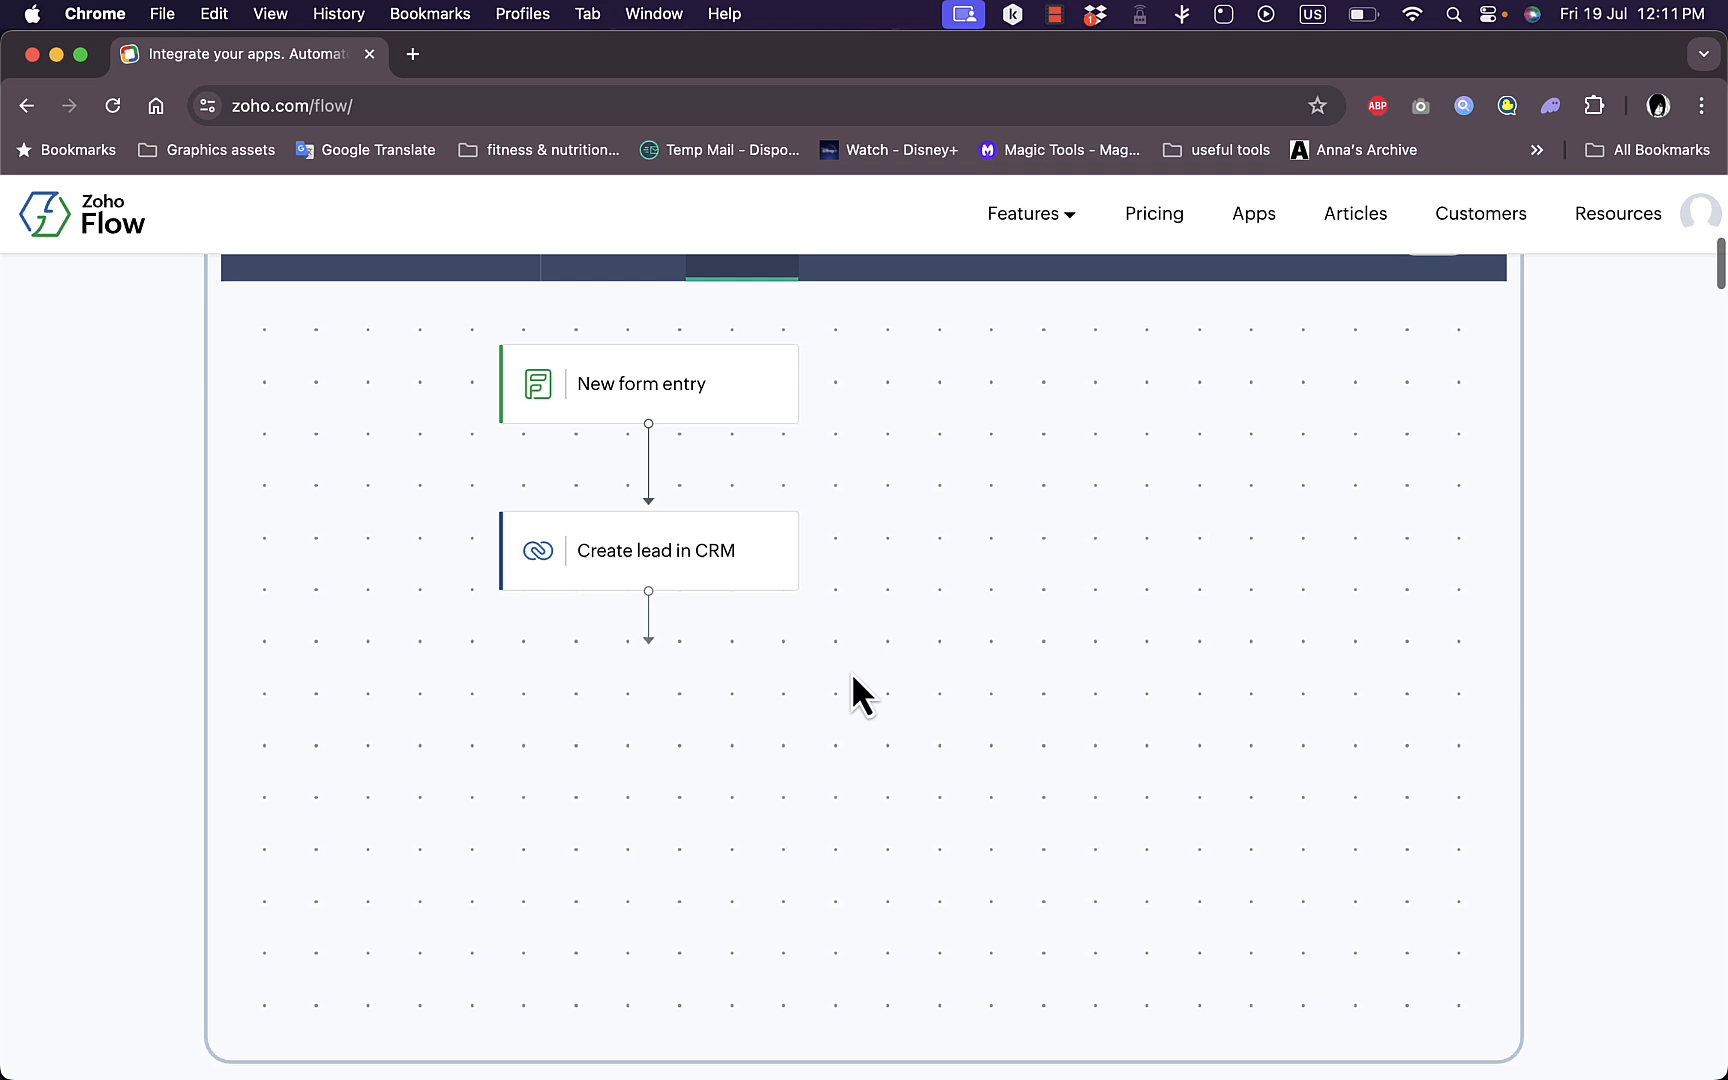 Chrome File Edit View History Bookmarks Profiles Tab Window Help 1 US Fri 19 Jul 12:11 PM
Integrate your apps. Automat
zoho.com/flow/ ABP
Bookmarks Graphics assets Google Translate fitness & nutrition... Temp Mail - Dispo... Watch - Disney+ Magic Tools - Mag... useful tools Anna's Archive All Bookmarks
Zoho
Flow
Features Pricing Apps Articles Customers Resources
New form entry
Create lead in CRM